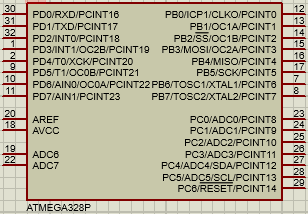 30 PD0/RXD/PCINT16 PB0/ICP1/CLKO/PCINT0 12
31 PD1/TXD/PCINT17 PB1/OC1A/PCINT1 13
32 PD2/INT0/PCINT18 PB2/SS/OC1B/PCINT2 14
1 PD3/INT1/OC2B/PCINT19 PB3/MOSI/OC2A/PCINT3 15
2 PD4/T0/XCK/PCINT20 PB4/MISO/PCINT4 16
9 PD5/T1/OC0B/PCINT21 PB5/SCK/PCINT5 17
10 PD6/AIN0/OC0A/PCINT22 PB6/TOSC1/XTAL1/PCINT6 7
11 PD7/AIN1/PCINT23 PB7/TOSC2/XTAL2/PCINT7 8
20 AREF PC0/ADC0/PCINT8 23
18 AVCC PC1/ADC1/PCINT9 24
PC2/ADC2/PCINT10 25
19 ADC6 PC3/ADC3/PCINT11 26
22 ADC7 PC4/ADC4/SDA/PCINT12 27
PC5/ADC5/SCL/PCINT13 28
PC6/RESET/PCINT14 29
ATMEGA328P